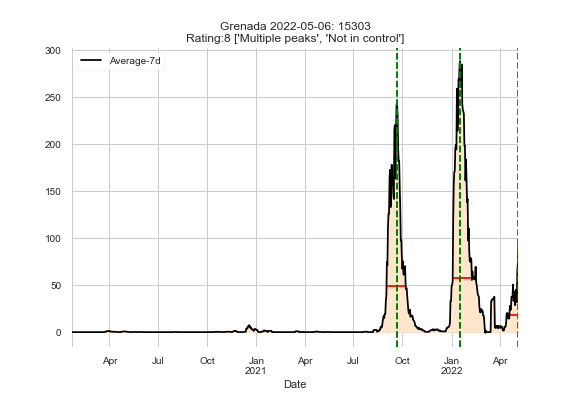 Grenada 2022-05-06: 15303
Rating:8 ['Multiple peaks', 'Not in control']
Average-7d
300
250
200
150
100
50
0
Apr Jul Oct Jan Apr Jul Oct Jan Apr
2021 2022
Date